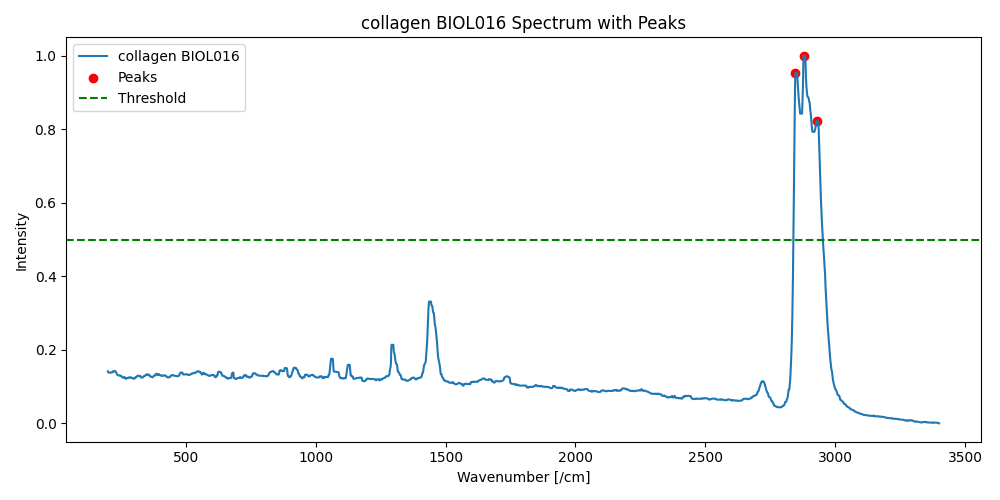 collagen BIOL016 Spectrum with Peaks
collagen BIOL016
Peaks
Threshold
Intensity
1.0
0.8
0.6
0.4
0.2
0.0
500 1000 1500 2000 2500 3000 3500
Wavenumber [/cm]